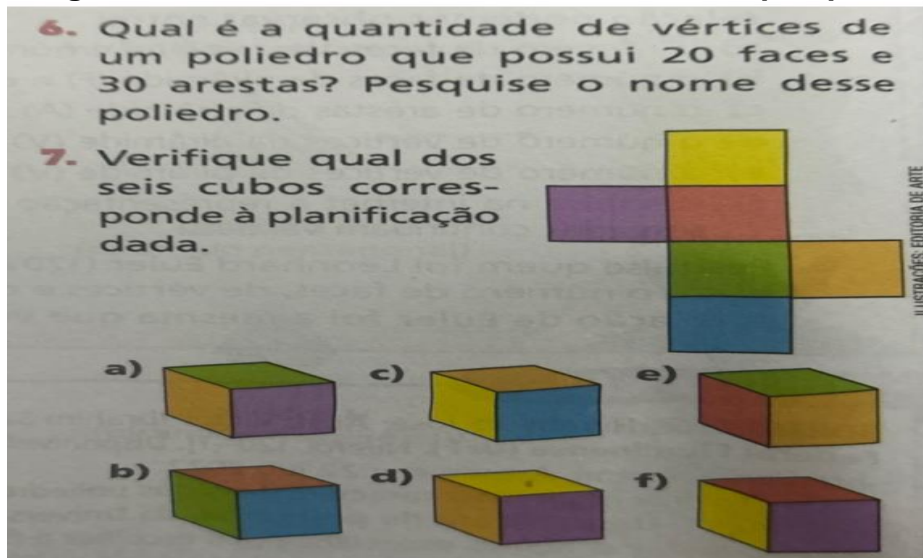 6. Qual é a quantidade de vértices de
um poliedro que possui 20 faces e
30 arestas? Pesquise o nome desse
poliedro.
7. Verifique qual dos
seis cubos corres-
ponde à planificação
dada.
ILUSTRAÇÕES: EDITORIA DE ARTE
a)
c)
e)
b)
d)
f)